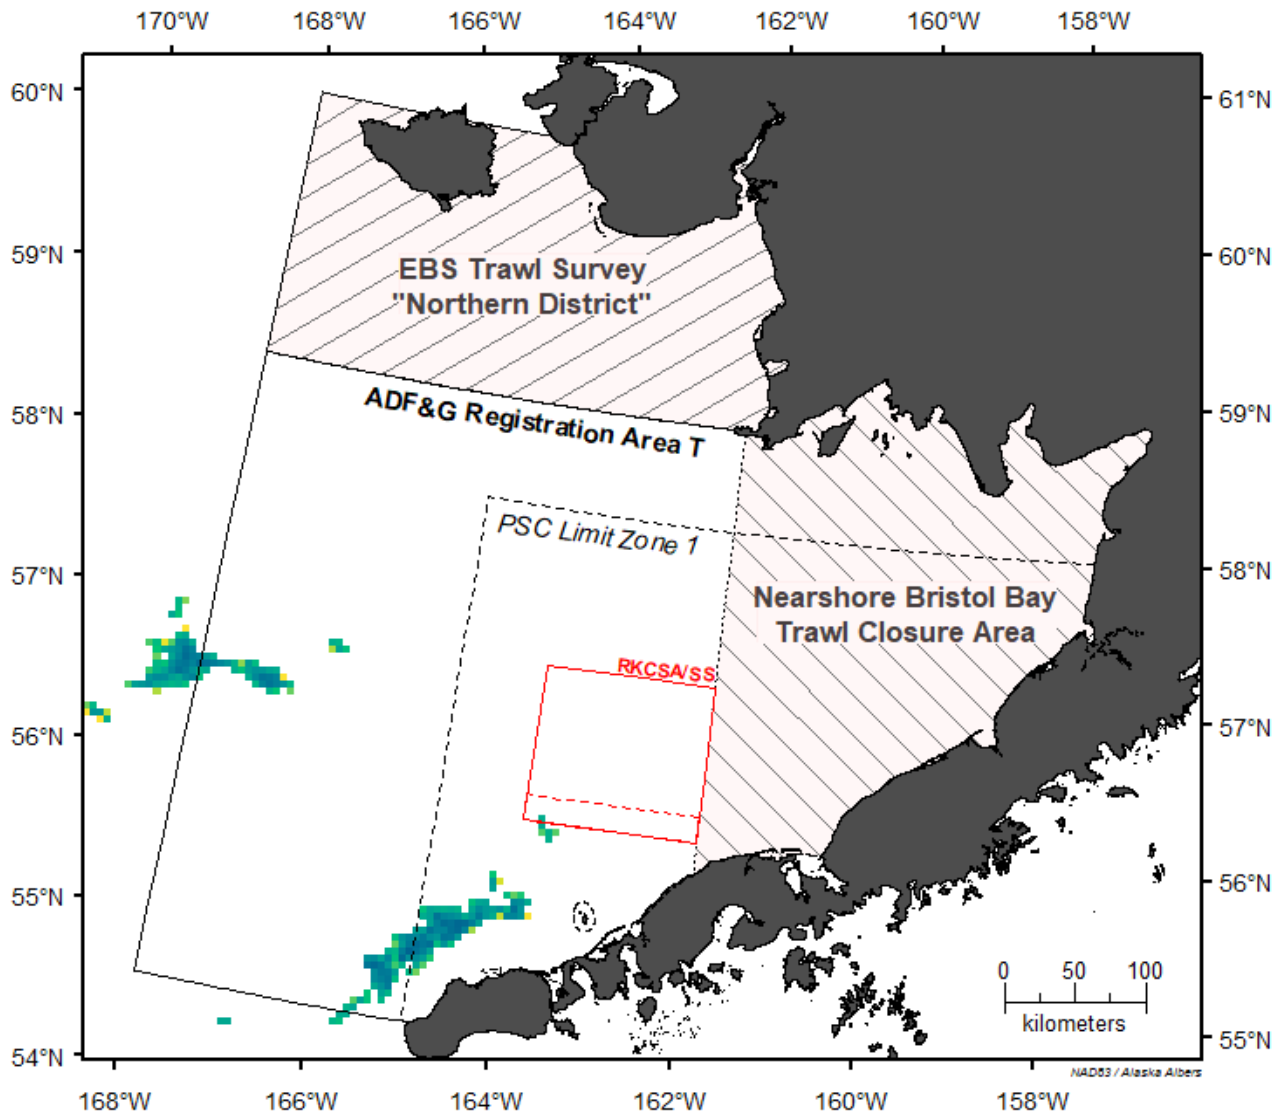 170°W 168°W 166°W 164°W 162°W 160°W 158°W
60°N
61°N
EBS Trawl Survey
"Northern District"
59°N
60°N
ADF&G Registration Area T
58°N
59°N
PSC Limit Zone 1
57°N
58°N
Nearshore Bristol Bay
Trawl Closure Area
RKCSA/SS
56°N
57°N
55°N
56°N
0 50 100
kilometers
54°N
55°N
NAD83 / Alaska Albers
168°W 166°W 164°W 162°W 160°W 158°W